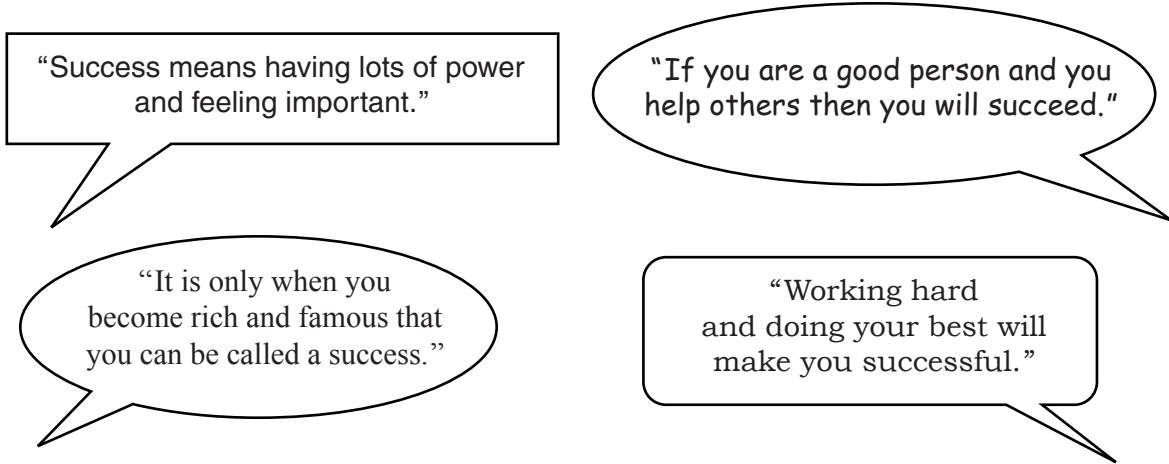 “Success means having lots of power
and feeling important.”
“If you are a good person and you
help others then you will succeed.”
“It is only when you
become rich and famous that
you can be called a success.”
“Working hard
and doing your best will
make you successful.”